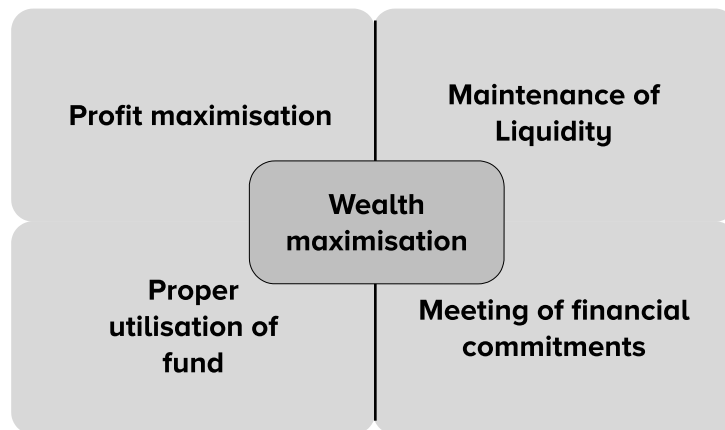 Profit maximisation
Maintenance of
Liquidity
Wealth
maximisation
Proper
utilisation of
fund
Meeting of financial
commitments